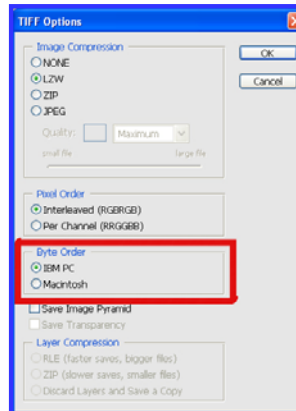 TIFF Options
Image Compression
NONE
LZW
ZIP
JPEG
Quality: Maximum
small file large file
Pixel Order
Interleaved (RGBRGB)
Per Channel (RRGGBB)
Byte Order
IBM PC
Macintosh
Save Image Pyramid
Save Transparency
Layer Compression
RLE (faster saves, bigger files)
ZIP (slower saves, smaller files)
Discard Layers and Save a Copy
OK
Cancel